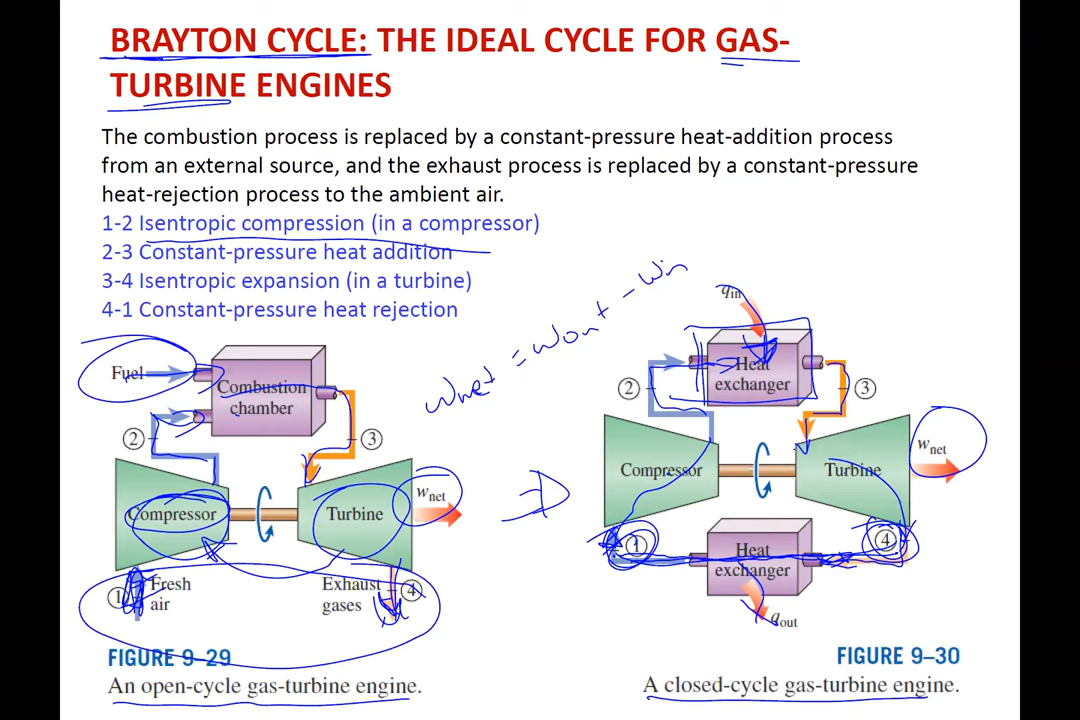 BRAYTON CYCLE: THE IDEAL CYCLE FOR GAS-
TURBINE ENGINES
The combustion process is replaced by a constant-pressure heat-addition process
from an external source, and the exhaust process is replaced by a constant-pressure
heat-rejection process to the ambient air.
1-2 Isentropic compression (in a compressor)
2-3 Constant-pressure heat addition
3-4 Isentropic expansion (in a turbine)
4-1 Constant-pressure heat rejection
wnet = wout - win
Fuel
Combustion
chamber
2
3
Compressor
Turbine
wnet
1
Fresh
air
Exhaust
gases
4
FIGURE 9-29
An open-cycle gas-turbine engine.
qin
Heat
exchanger
2
3
Compressor
Turbine
wnet
1
Heat
exchanger
4
qout
FIGURE 9–30
A closed-cycle gas-turbine engine.